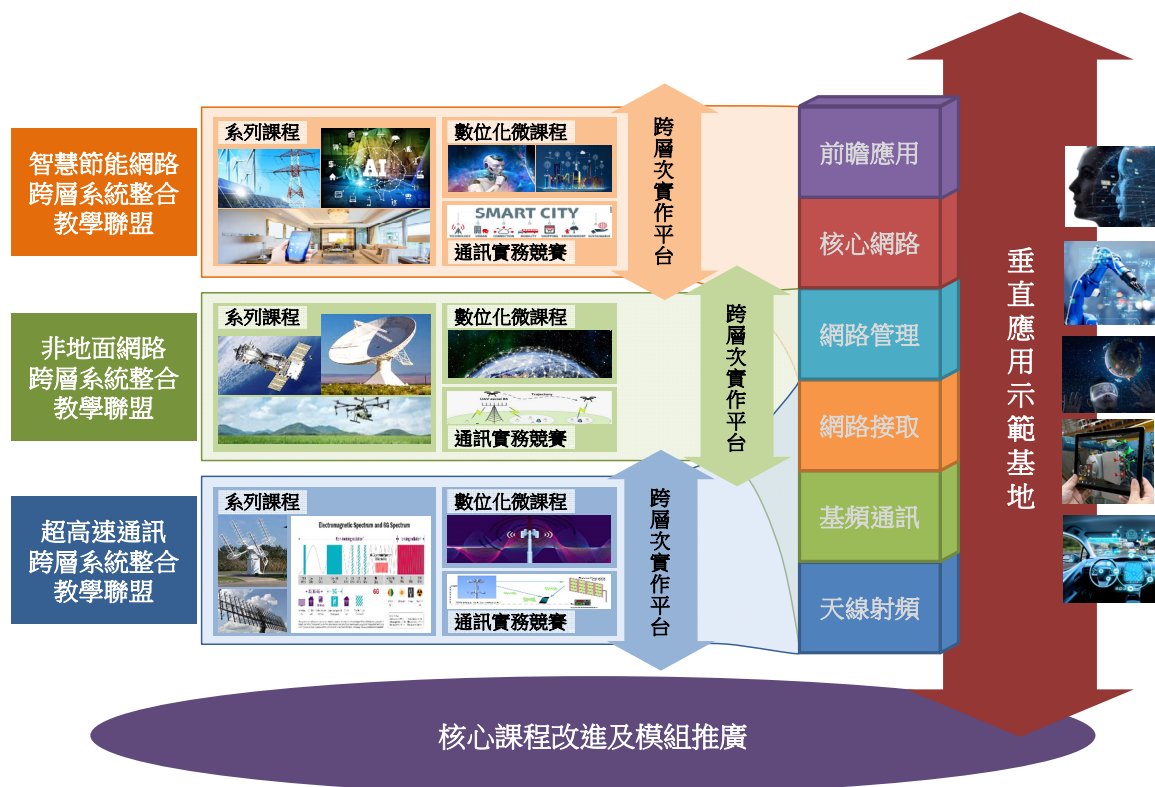 智慧節能網路
跨層系統整合
教學聯盟
系列課程
AI
數位化微課程
SMART CITY
通訊實務競賽
跨層次實作平台
非地面網路
跨層系統整合
教學聯盟
系列課程
數位化微課程
Trajectory
通訊實務競賽
跨層次實作平台
超高速通訊
跨層系統整合
教學聯盟
系列課程
Electromagnetic Spectrum and 6G Spectrum
5G
6G
數位化微課程
通訊實務競賽
跨層次實作平台
前瞻應用
核心網路
網路管理
網路接取
基頻通訊
天線射頻
垂直應用示範基地
核心課程改進及模組推廣